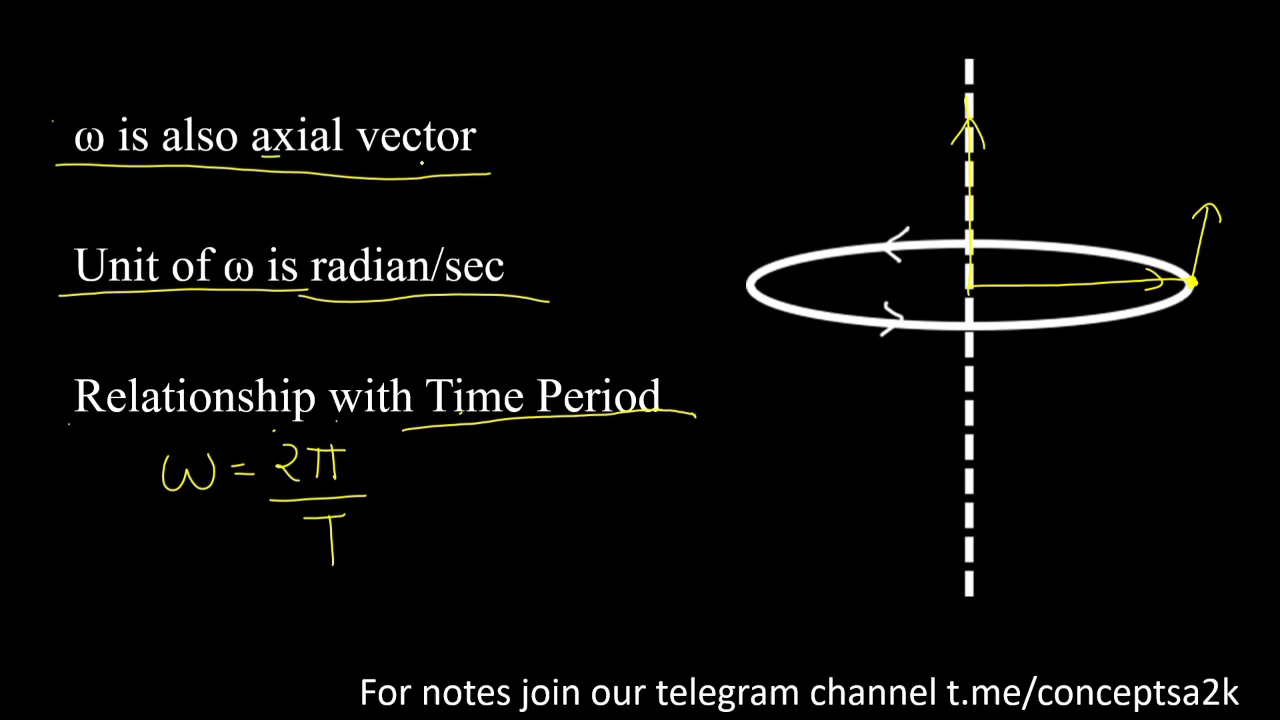 ω is also axial vector
Unit of ω is radian/sec
Relationship with Time Period
ω = 2π
T
For notes join our telegram channel t.me/conceptsa2k